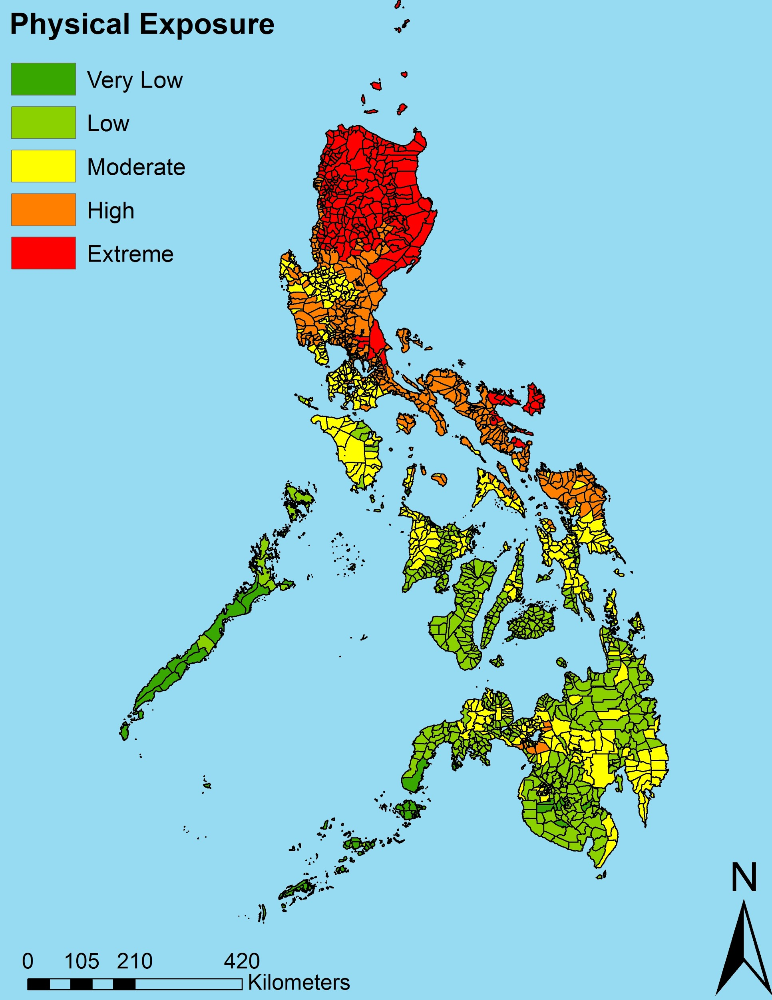 Physical Exposure
Very Low
Low
Moderate
High
Extreme
N
0 105 210 420
Kilometers